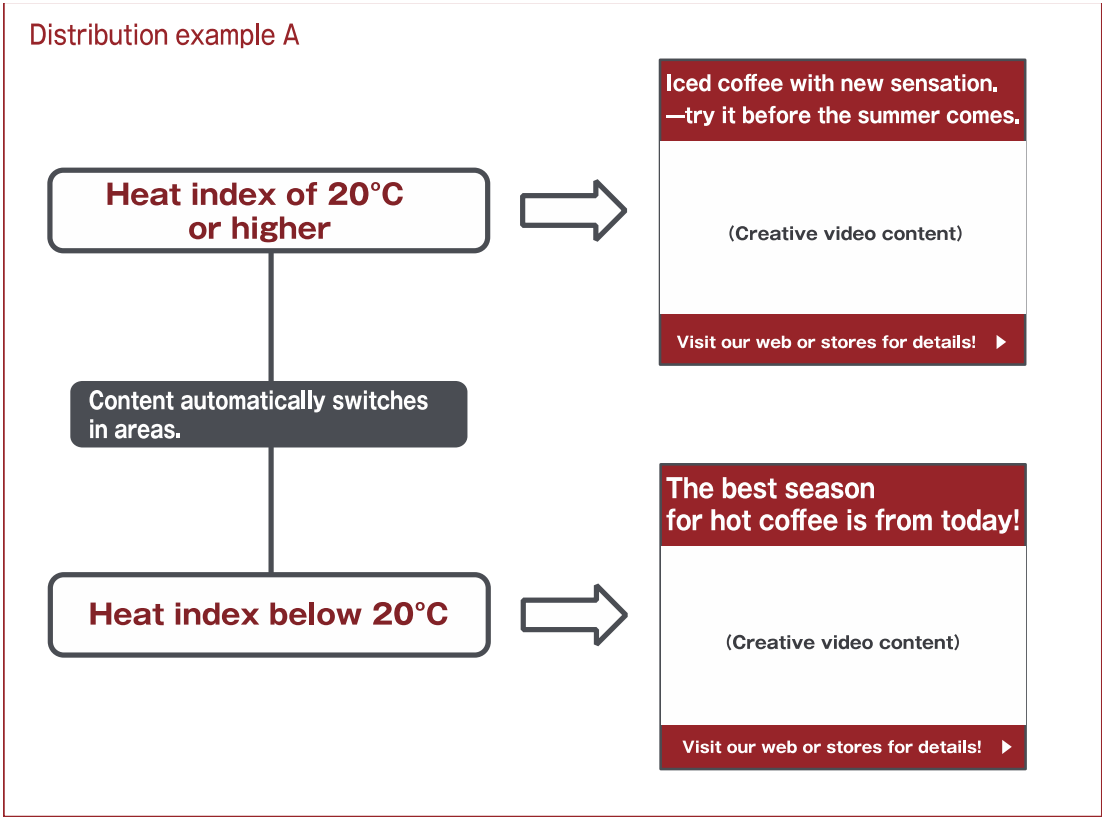 Distribution example A
Heat index of 20°C
or higher
Iced coffee with new sensation.
—try it before the summer comes.
(Creative video content)
Visit our web or stores for details!
Content automatically switches
in areas.
Heat index below 20°C
The best season
for hot coffee is from today!
(Creative video content)
Visit our web or stores for details!